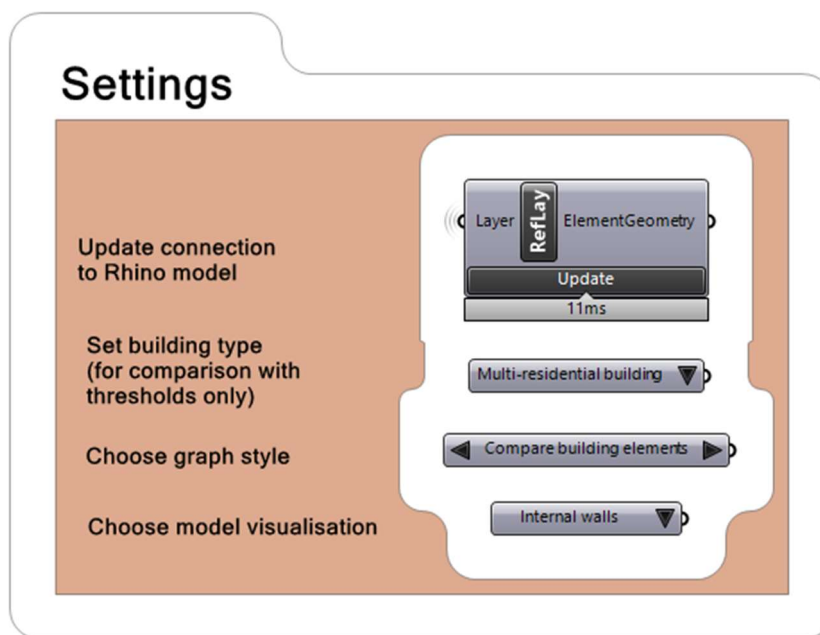 Settings
Update connection
to Rhino model
Layer
RefLay
ElementGeometry
Update
11ms
Set building type
(for comparison with
thresholds only)
Multi-residential building
Choose graph style
Compare building elements
Choose model visualisation
Internal walls